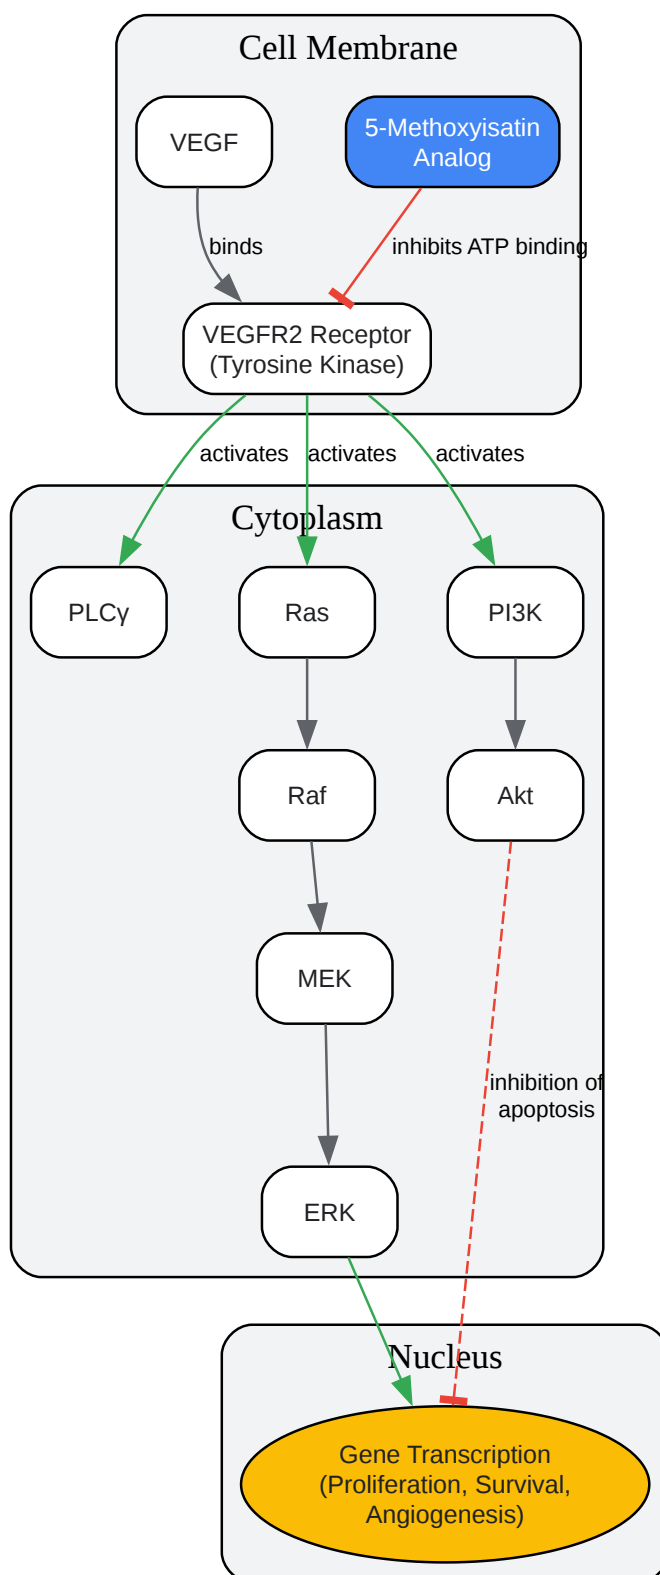 Cell Membrane
VEGF
5-Methoxyisatin
Analog
binds
inhibits ATP binding
VEGFR2 Receptor
(Tyrosine Kinase)
activates
activates
activates
Cytoplasm
PLCγ
Ras
PI3K
Raf
Akt
MEK
inhibition of
apoptosis
ERK
Nucleus
Gene Transcription
(Proliferation, Survival,
Angiogenesis)